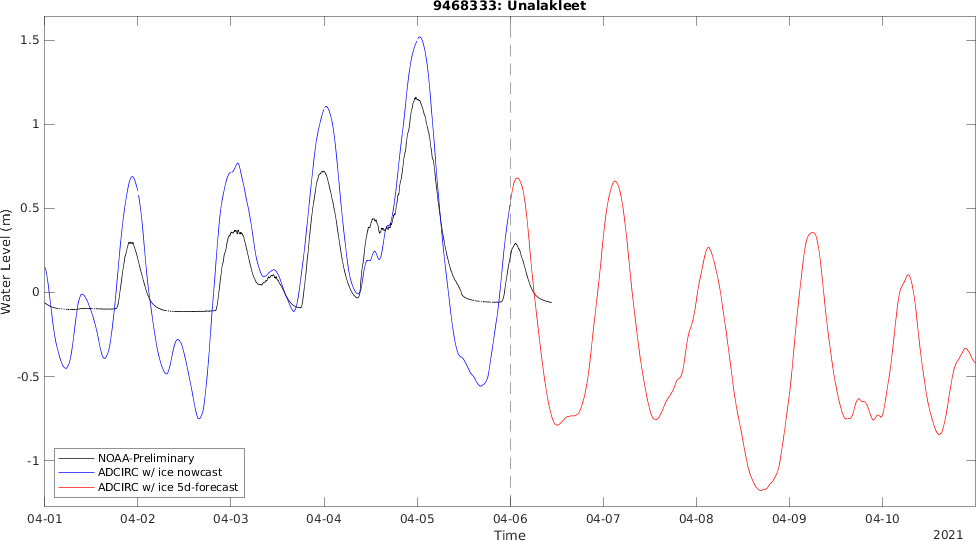 9468333: Unalakleet
Water Level (m)
1.5
1
0.5
0
-0.5
-1
NOAA-Preliminary
ADCIRC w/ ice nowcast
ADCIRC w/ ice 5d-forecast
04-01 04-02 04-03 04-04 04-05 04-06 04-07 04-08 04-09 04-10
Time
2021